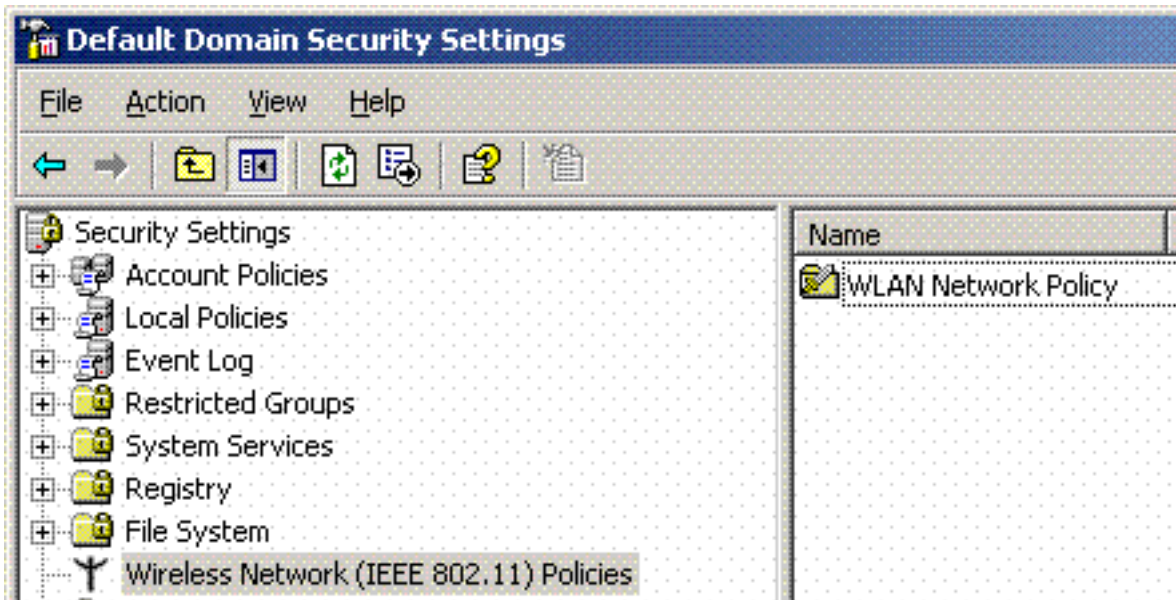 Default Domain Security Settings
File Action View Help
Security Settings
Account Policies
Local Policies
Event Log
Restricted Groups
System Services
Registry
File System
Wireless Network (IEEE 802.11) Policies
Name
WLAN Network Policy